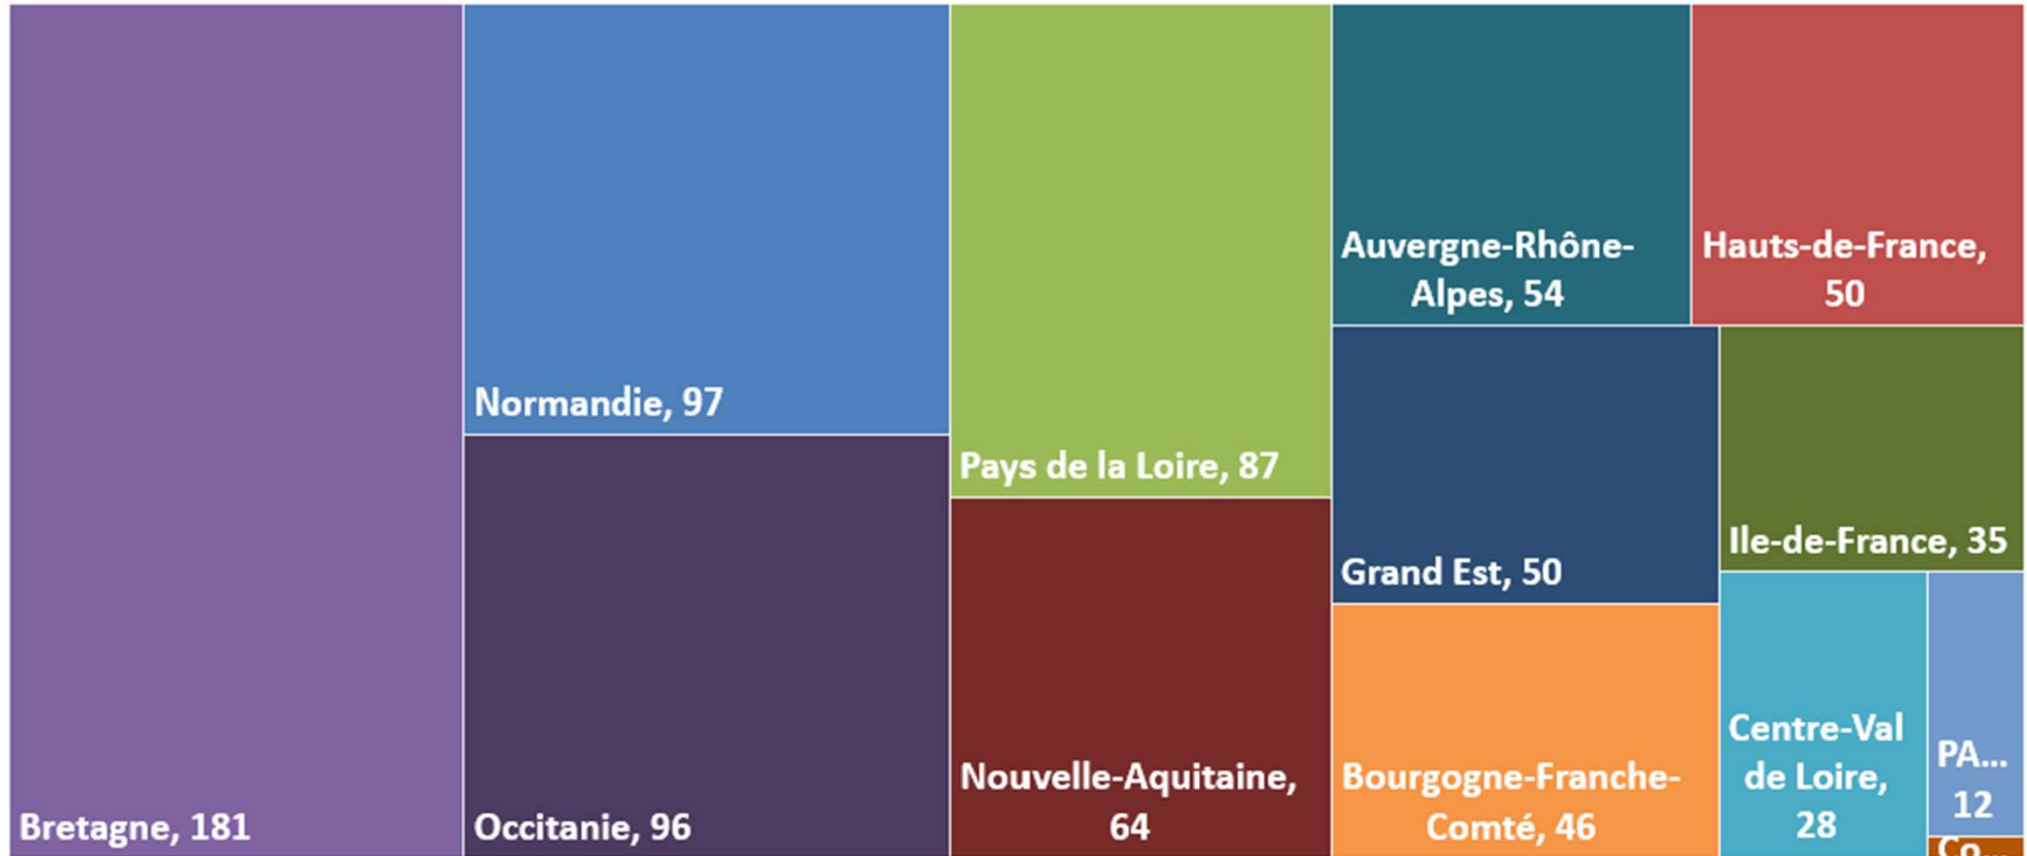 Bretagne, 181
Normandie, 97
Occitanie, 96
Pays de la Loire, 87
Nouvelle-Aquitaine,
64
Auvergne-Rhône-
Alpes, 54
Hauts-de-France,
50
Grand Est, 50
Ile-de-France, 35
Bourgogne-Franche-
Comté, 46
Centre-Val
de Loire,
28
PA...
12
Co...